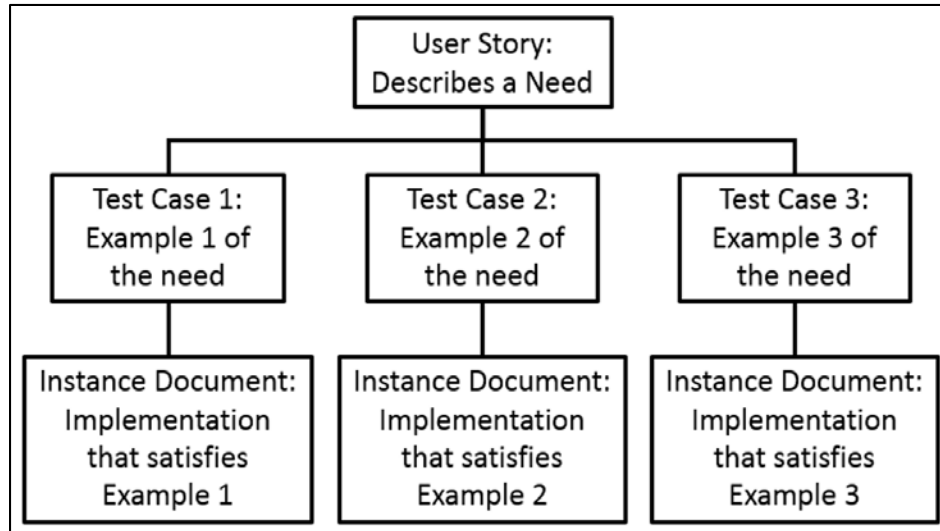 User Story:
Describes a Need
Test Case 1:
Example 1 of
the need
Test Case 2:
Example 2 of
the need
Test Case 3:
Example 3 of
the need
Instance Document:
Implementation
that satisfies
Example 1
Instance Document:
Implementation
that satisfies
Example 2
Instance Document:
Implementation
that satisfies
Example 3